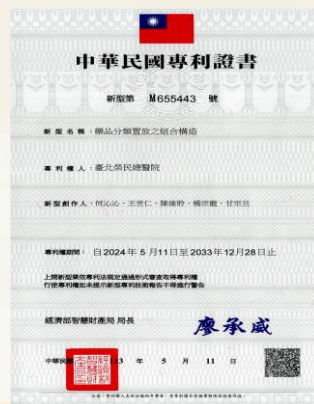 中華民國專利證書
新型第 M655443 號
新型名稱：藥品分類置放之組合構造
專利權人：臺北榮民總醫院
新型創作人：何沁沁、王世仁、陳維昤、楊宗龍、甘宗旦
專利權期間：自2024年5月11日至2033年12月28日止
上開新型業依專利法規定通過形式審查取得專利權
行使專利權如未提示新型專利技術報告不得進行警告
經濟部智慧財產局 局長 廖承威
中華民國 3 年 5 月 11 日